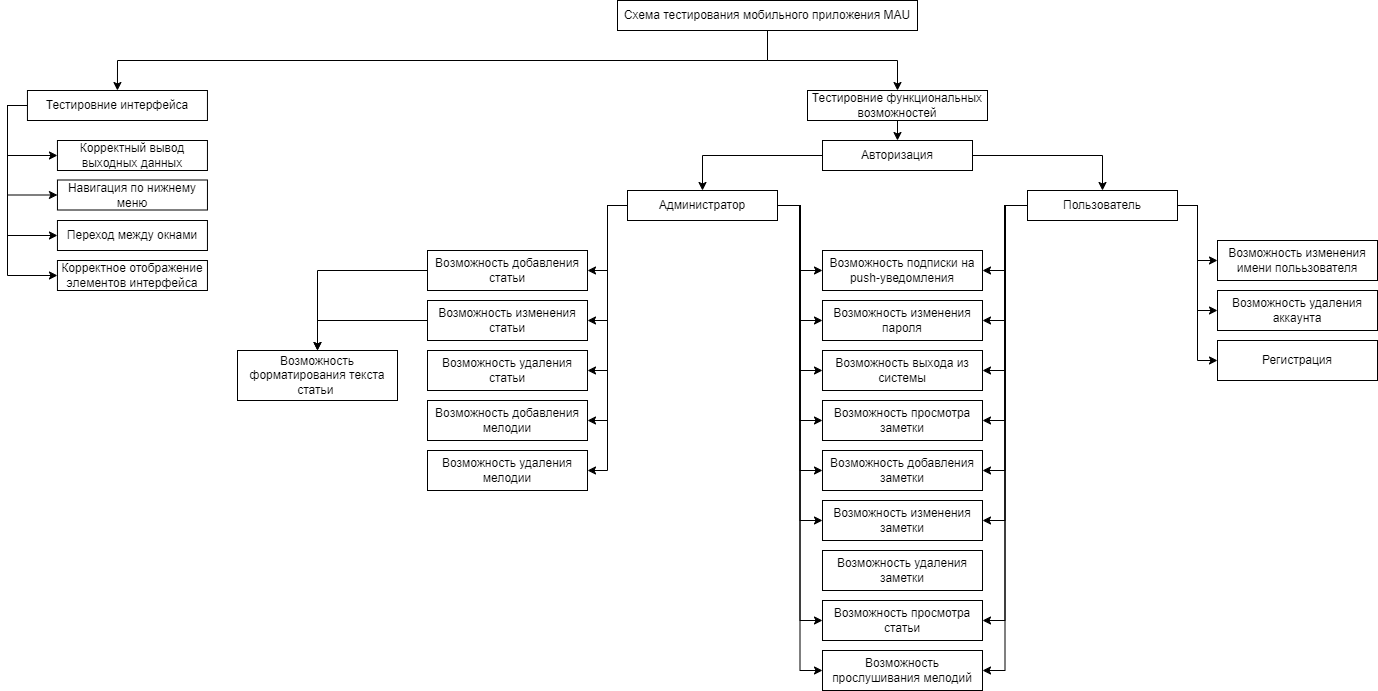 Схема тестирования мобильного приложения MAU
Тестировние интерфейса
Корректный вывод
выходных данных
Навигация по нижнему
меню
Переход между окнами
Корректное отображение
элементов интерфейса
Тестировние функциональных
возможностей
Авторизация
Администратор
Возможность добавления
статьи
Возможность изменения
статьи
Возможность
форматирования текста
статьи
Возможность удаления
статьи
Возможность добавления
мелодии
Возможность удаления
мелодии
Возможность подписки на
push-уведомления
Возможность изменения
пароля
Возможность выхода из
системы
Возможность просмотра
заметки
Возможность добавления
заметки
Возможность изменения
заметки
Возможность удаления
заметки
Возможность просмотра
статьи
Возможность
прослушивания мелодий
Пользователь
Возможность изменения
имени полььзователя
Возможность удаления
аккаунта
Регистрация